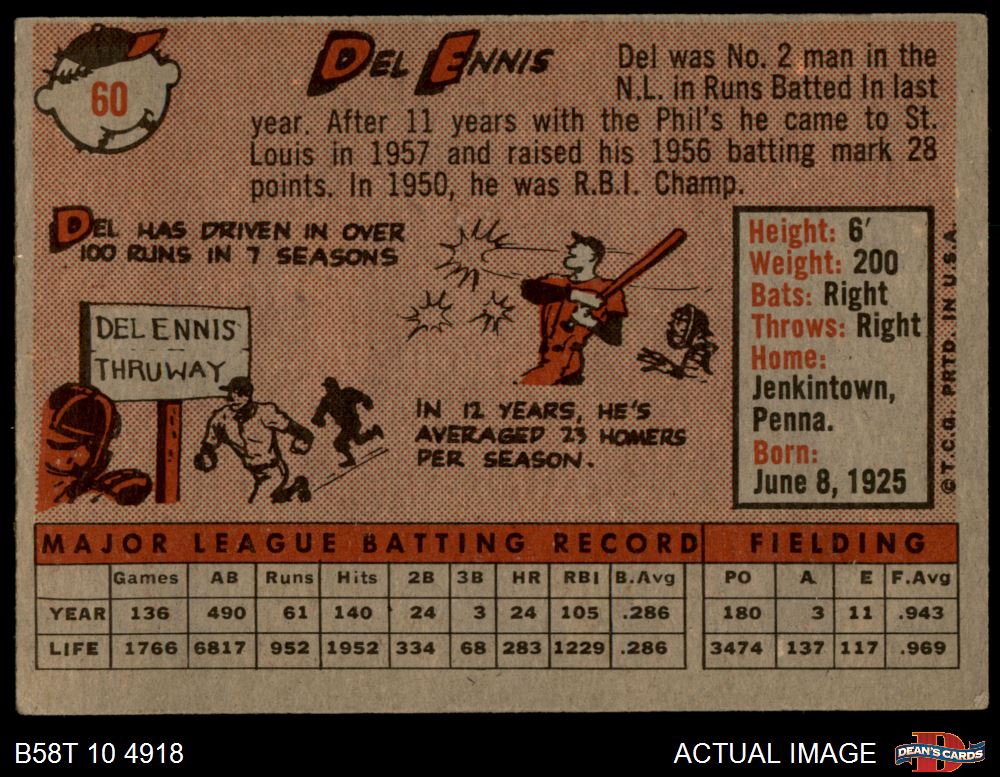 60
DEL ENNIS
Del was No. 2 man in the
N.L. in Runs Batted In last
year. After 11 years with the Phil's he came to St.
Louis in 1957 and raised his 1956 batting mark 28
points. In 1950, he was R.B.I. Champ.
DEL HAS DRIVEN IN OVER
100 RUNS IN 7 SEASONS
DEL ENNIS
THRUWAY
IN 12 YEARS, HE'S
AVERAGED 23 HOMERS
PER SEASON.
Height: 6'
Weight: 200
Bats: Right
Throws: Right
Home:
Jenkintown,
Penna.
Born:
June 8, 1925
©T.C.G. PRTD. IN U.S.A.
MAJOR LEAGUE BATTING RECORD FIELDING
Games AB Runs Hits 2B 3B HR RBI B.Avg PO A E F.Avg
YEAR 136 490 61 140 24 3 24 105 .286 180 3 11 .943
LIFE 1766 6817 952 1952 334 68 283 1229 .286 3474 137 117 .969
B58T 10 4918
ACTUAL IMAGE
D
DEAN'S CARDS